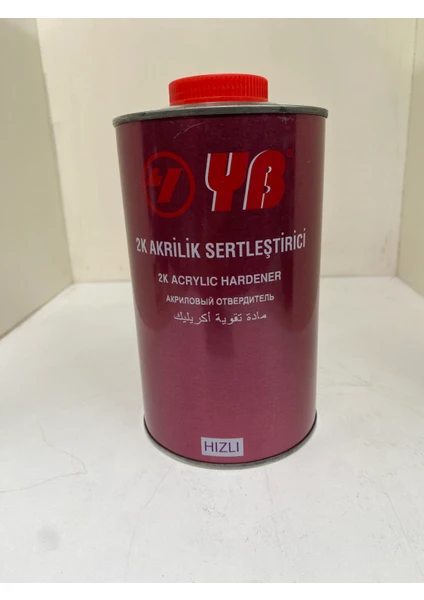 YB
2K AKRİLİK SERTLEŞTİRİCİ
2K ACRYLIC HARDENER
АКРИЛОВЫЙ ОТВЕРДИТЕЛЬ
مادة تقوية أكريليك
HIZLI